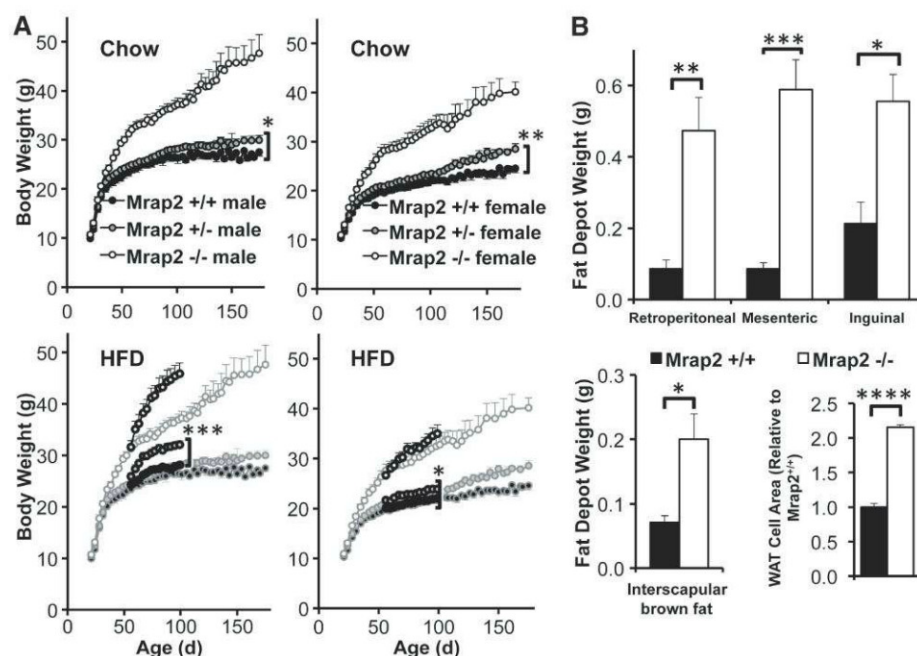 A
B
Chow
Chow
Body Weight (g)
50
40
30
20
10
0
*
Mrap2 +/+ male
Mrap2 +/- male
Mrap2 -/- male
0 50 100 150
50
40
30
20
10
0
**
Mrap2 +/+ female
Mrap2 +/- female
Mrap2 -/- female
0 50 100 150
HFD
HFD
Body Weight (g)
50
40
30
20
10
0
***
0 50 100 150
Age (d)
50
40
30
20
10
0
*
0 50 100 150
Age (d)
Fat Depot Weight (g)
0.6
0.4
0.2
0.0
** *** *
Retroperitoneal Mesenteric Inguinal
Mrap2 +/+ Mrap2 -/-
Fat Depot Weight (g)
0.3
0.2
0.1
0.0
*
Interscapular
brown fat
WAT Cell Area (Relative to
Mrap2+/+)
2.5
2.0
1.5
1.0
0.5
0.0
****